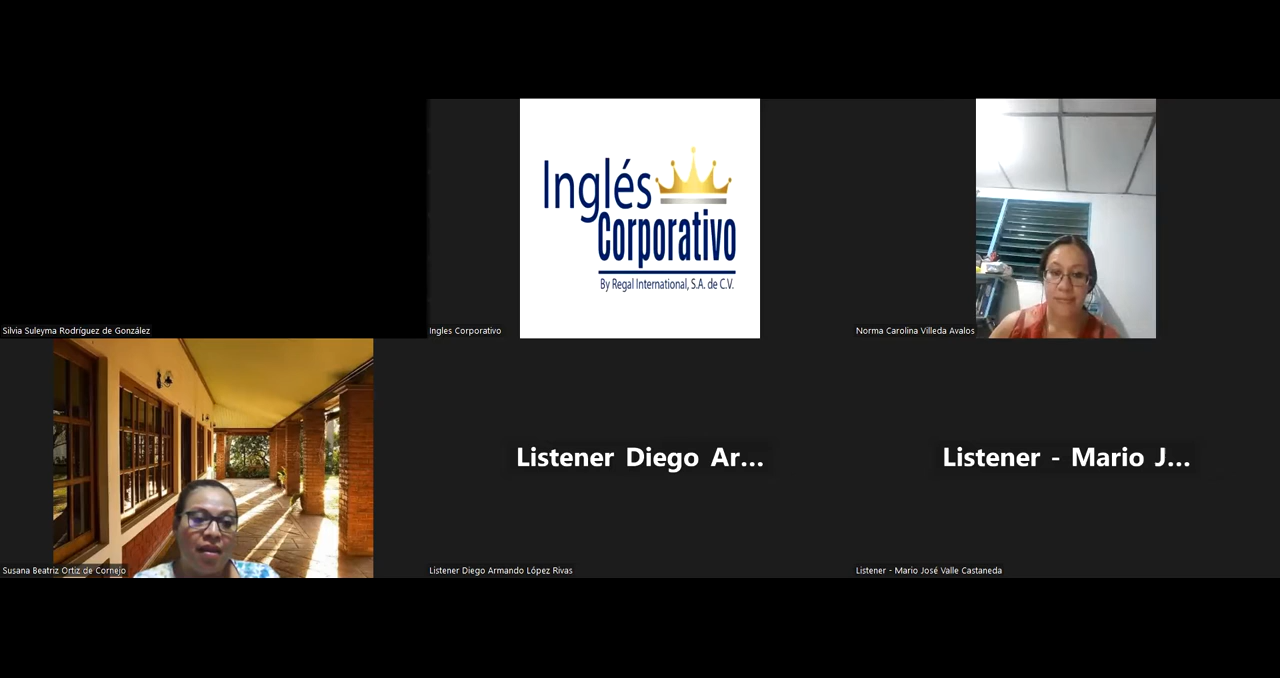 Inglés
Corporativo
By Regal International, S.A. de C.V.
Silvia Suleyma Rodríguez de González
Ingles Corporativo
Norma Carolina Villeda Avalos
Listener Diego Ar...
Listener - Mario J...
Susana Beatriz Ortiz de Cornejo
Listener Diego Armando López Rivas
Listener - Mario José Valle Castaneda